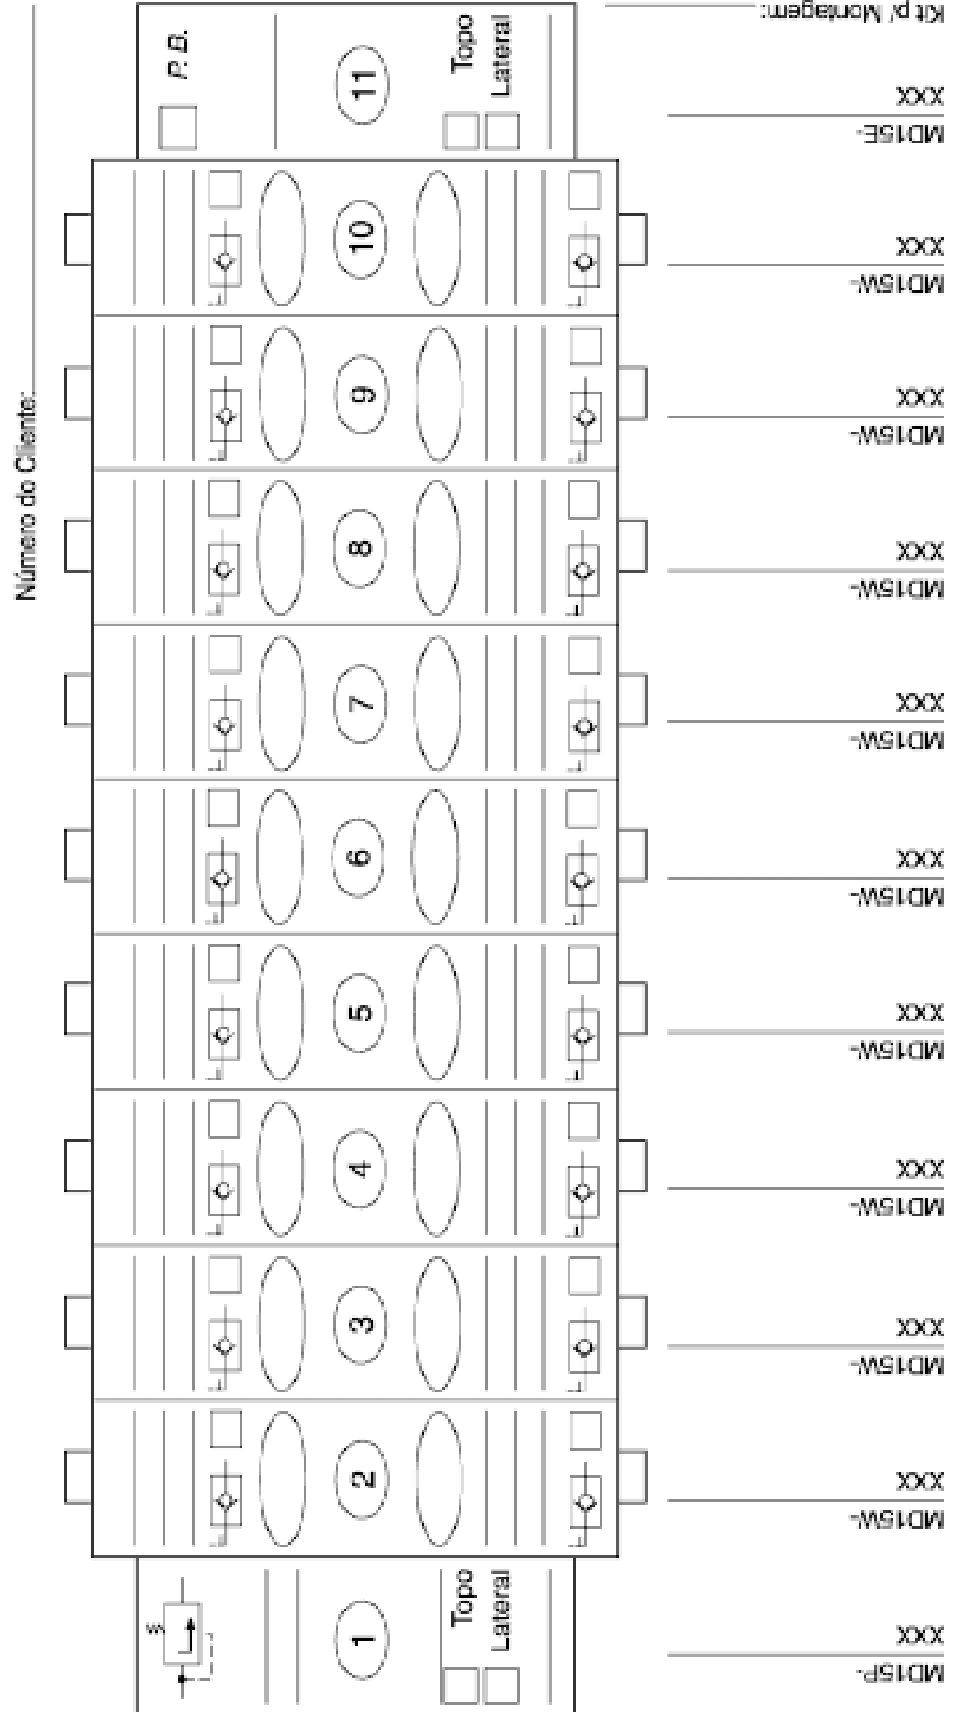 Número do Cliente:
P. B.
11
Topo
Lateral
10
9
8
7
6
5
4
3
2
1
Topo
Lateral
Kit p/ Montagem:
MD15E-
XXX
MD15W-
XXX
MD15W-
XXX
MD15W-
XXX
MD15W-
XXX
MD15W-
XXX
MD15W-
XXX
MD15W-
XXX
MD15W-
XXX
MD15W-
XXX
MD15P-
XXX